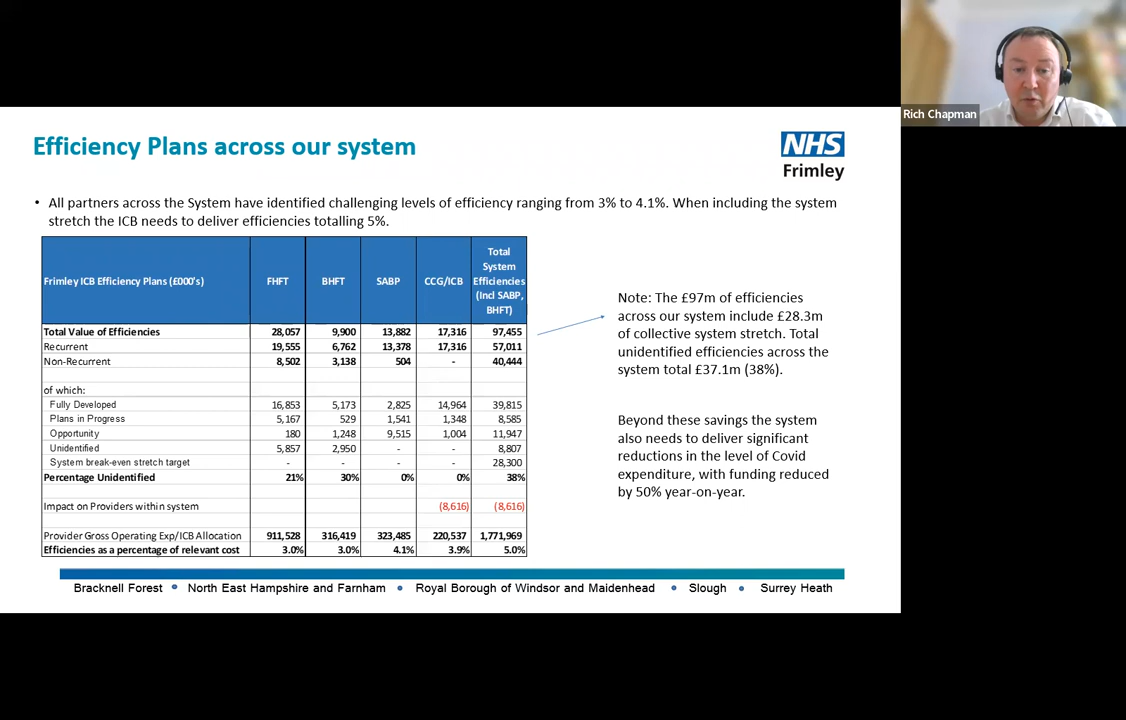 Rich Chapman
Efficiency Plans across our system
NHS
Frimley
• All partners across the System have identified challenging levels of efficiency ranging from 3% to 4.1%. When including the system
stretch the ICB needs to deliver efficiencies totalling 5%.
Frimley ICB Efficiency Plans (£000's) FHFT BHFT SABP CCG/ICB Total System Efficiencies (Incl SABP, BHFT)
Total Value of Efficiencies 28,057 9,900 13,882 17,316 97,455
Recurrent 19,555 6,762 13,378 17,316 57,011
Non-Recurrent 8,502 3,138 504 - 40,444
of which:
Fully Developed 16,853 5,173 2,825 14,964 39,815
Plans in Progress 5,167 529 1,541 1,348 8,585
Opportunity 180 1,248 9,515 1,004 11,947
Unidentified 5,857 2,950 - - 8,807
System break-even stretch target - - - - 28,300
Percentage Unidentified 21% 30% 0% 0% 38%
Impact on Providers within system (8,616) (8,616)
Provider Gross Operating Exp/ICB Allocation 911,528 316,419 323,485 220,537 1,771,969
Efficiencies as a percentage of relevant cost 3.0% 3.0% 4.1% 3.9% 5.0%
Note: The £97m of efficiencies
across our system include £28.3m
of collective system stretch. Total
unidentified efficiencies across the
system total £37.1m (38%).
Beyond these savings the system
also needs to deliver significant
reductions in the level of Covid
expenditure, with funding reduced
by 50% year-on-year.
Bracknell Forest • North East Hampshire and Farnham • Royal Borough of Windsor and Maidenhead • Slough • Surrey Heath